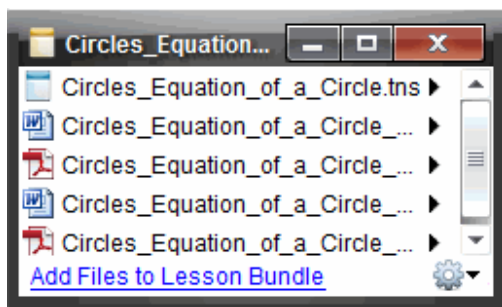 Circles_Equation...
Circles_Equation_of_a_Circle.tns
Circles_Equation_of_a_Circle_...
Circles_Equation_of_a_Circle_...
Circles_Equation_of_a_Circle_...
Circles_Equation_of_a_Circle_...
Add Files to Lesson Bundle